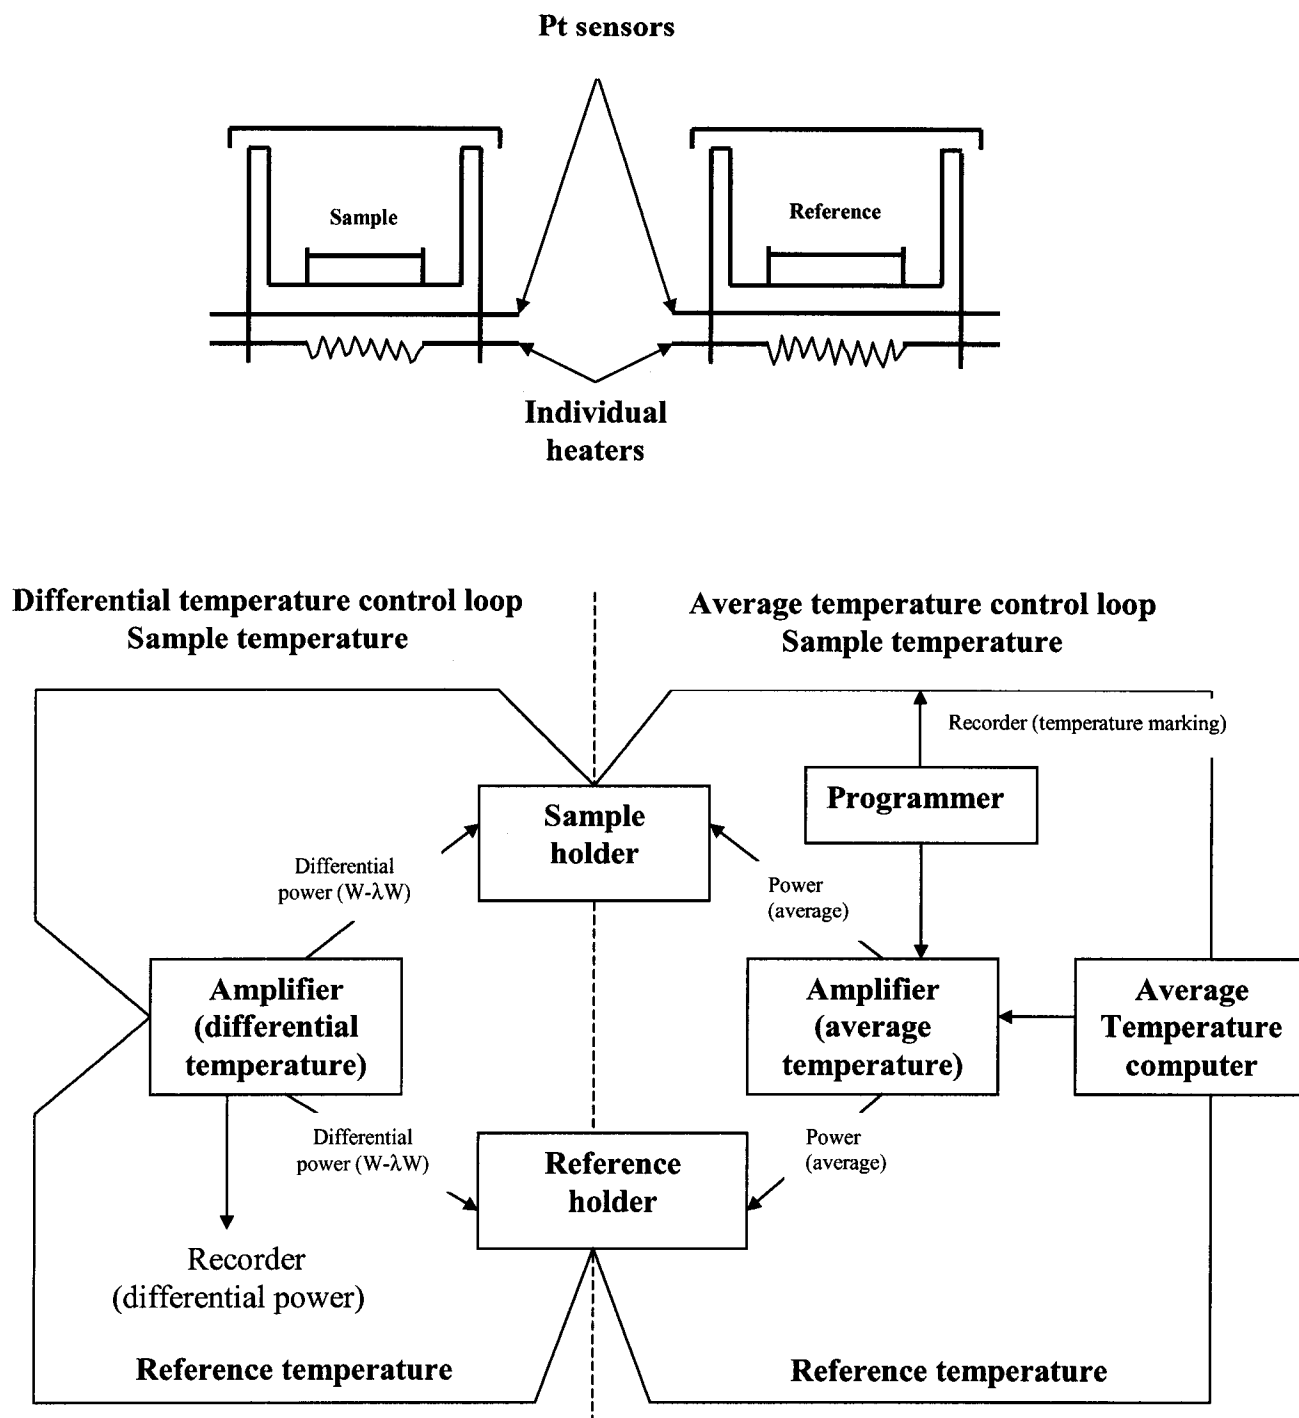 Pt sensors
Sample
Reference
Individual
heaters
Differential temperature control loop
Sample temperature
Average temperature control loop
Sample temperature
Recorder (temperature marking)
Programmer
Sample
holder
Differential
power (W-λW)
Power
(average)
Amplifier
(differential
temperature)
Amplifier
(average
temperature)
Average
Temperature
computer
Differential
power (W-λW)
Power
(average)
Reference
holder
Recorder
(differential power)
Reference temperature
Reference temperature